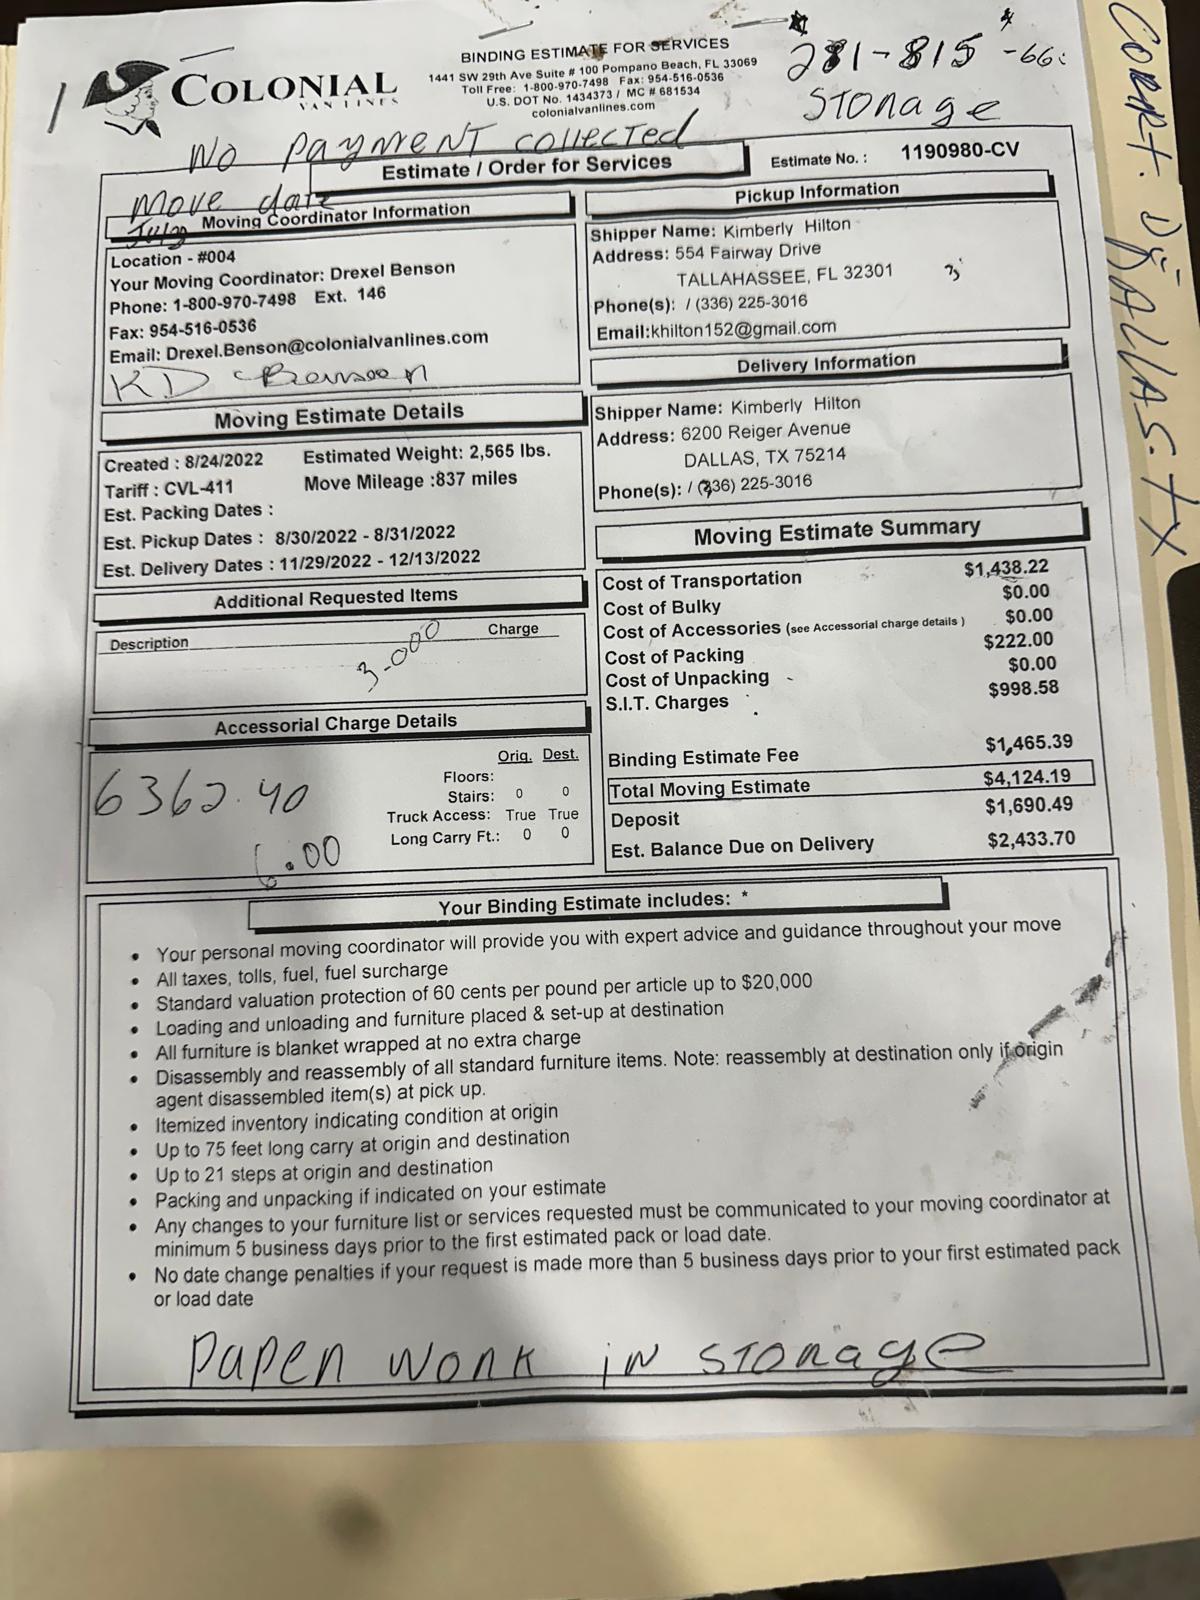 COLONIAL
VAN LINES
BINDING ESTIMATE FOR SERVICES
1441 SW 29th Ave Suite # 100 Pompano Beach, FL 33069
Toll Free: 1-800-970-7498 Fax: 954-516-0536
U.S. DOT No. 1434373 / MC # 681534
colonialvanlines.com
281-815-66
STORAGE
NO PAYMENT collected
Estimate / Order for Services
Estimate No. : 1190980-CV
Move date
July
Moving Coordinator Information
Location - #004
Your Moving Coordinator: Drexel Benson
Phone: 1-800-970-7498 Ext. 146
Fax: 954-516-0536
Email: Drexel.Benson@colonialvanlines.com
KD Benson
Pickup Information
Shipper Name: Kimberly Hilton
Address: 554 Fairway Drive
TALLAHASSEE, FL 32301
Phone(s): / (336) 225-3016
Email:khilton152@gmail.com
Delivery Information
Shipper Name: Kimberly Hilton
Address: 6200 Reiger Avenue
DALLAS, TX 75214
Phone(s): / (336) 225-3016
Moving Estimate Details
Created : 8/24/2022 Estimated Weight: 2,565 lbs.
Tariff : CVL-411 Move Mileage :837 miles
Est. Packing Dates :
Est. Pickup Dates : 8/30/2022 - 8/31/2022
Est. Delivery Dates : 11/29/2022 - 12/13/2022
Additional Requested Items
Description Charge
3-000
Accessorial Charge Details
Orig. Dest.
Floors:
Stairs: 0 0
Truck Access: True True
Long Carry Ft.: 0 0
6362.40
6.00
Moving Estimate Summary
Cost of Transportation $1,438.22
Cost of Bulky $0.00
Cost of Accessories (see Accessorial charge details ) $0.00
Cost of Packing $222.00
Cost of Unpacking $0.00
S.I.T. Charges $998.58
Binding Estimate Fee $1,465.39
Total Moving Estimate $4,124.19
Deposit $1,690.49
Est. Balance Due on Delivery $2,433.70
Your Binding Estimate includes: *
• Your personal moving coordinator will provide you with expert advice and guidance throughout your move
• All taxes, tolls, fuel, fuel surcharge
• Standard valuation protection of 60 cents per pound per article up to $20,000
• Loading and unloading and furniture placed & set-up at destination
• All furniture is blanket wrapped at no extra charge
• Disassembly and reassembly of all standard furniture items. Note: reassembly at destination only if origin
agent disassembled item(s) at pick up.
• Itemized inventory indicating condition at origin
• Up to 75 feet long carry at origin and destination
• Up to 21 steps at origin and destination
• Packing and unpacking if indicated on your estimate
• Any changes to your furniture list or services requested must be communicated to your moving coordinator at
minimum 5 business days prior to the first estimated pack or load date.
• No date change penalties if your request is made more than 5 business days prior to your first estimated pack
or load date
PAPER WORK IN STORAGE
DALLAS. TX